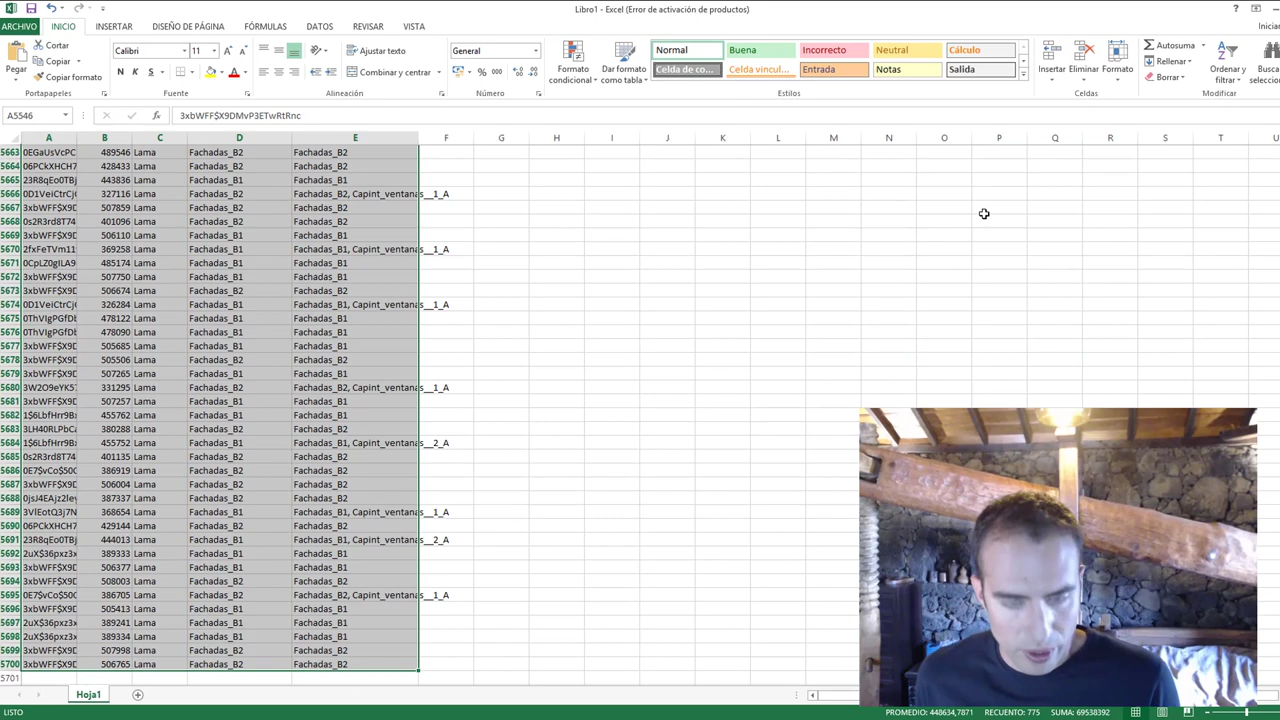 Libro1 - Excel (Error de activación de productos)
ARCHIVO INICIO INSERTAR DISEÑO DE PÁGINA FÓRMULAS DATOS REVISAR VISTA Iniciar
Pegar Cortar Copiar Copiar formato
Calibri 11 N K S
Ajustar texto Combinar y centrar
General % 000
Formato condicional Dar formato como tabla
Normal Buena Incorrecto Neutral Cálculo
Celda de co... Celda vincul... Entrada Notas Salida
Insertar Eliminar Formato
Autosuma Rellenar Borrar
Ordenar y filtrar Buscar selec
Portapapeles Fuente Alineación Número Estilos Celdas
A5546 3xbWFF$X9DMvP3ETwRtRnc
A B C D E F G H I J K L M N O P Q R S T U
5663 0EGaUsVcPC 489546 Lama Fachadas_B2 Fachadas_B2
5664 06PCkXHCH7 428433 Lama Fachadas_B2 Fachadas_B2
5665 23R8qEo0TBj 443836 Lama Fachadas_B1 Fachadas_B1
5666 0D1VeiCtrCj 327116 Lama Fachadas_B2 Fachadas_B2, Capint_ventanas__1_A
5667 3xbWFF$X9D 507859 Lama Fachadas_B2 Fachadas_B2
5668 0s2R3rd8T74 401096 Lama Fachadas_B2 Fachadas_B2
5669 3xbWFF$X9D 506110 Lama Fachadas_B1 Fachadas_B1
5670 2fxFeTVm11 369258 Lama Fachadas_B1 Fachadas_B1, Capint_ventanas__1_A
5671 0CpLZ0gILA9 485174 Lama Fachadas_B1 Fachadas_B1
5672 3xbWFF$X9D 507750 Lama Fachadas_B1 Fachadas_B1
5673 3xbWFF$X9D 506674 Lama Fachadas_B2 Fachadas_B2
5674 0D1VeiCtrCj 326284 Lama Fachadas_B1 Fachadas_B1, Capint_ventanas__1_A
5675 0ThVIgPGfDb 478122 Lama Fachadas_B1 Fachadas_B1
5676 0ThVIgPGfDb 478090 Lama Fachadas_B1 Fachadas_B1
5677 3xbWFF$X9D 505685 Lama Fachadas_B1 Fachadas_B1
5678 3xbWFF$X9D 505506 Lama Fachadas_B2 Fachadas_B2
5679 3xbWFF$X9D 507265 Lama Fachadas_B1 Fachadas_B1
5680 3W2O9eYK57 331295 Lama Fachadas_B2 Fachadas_B2, Capint_ventanas__1_A
5681 3xbWFF$X9D 507257 Lama Fachadas_B1 Fachadas_B1
5682 1$6LbfHrr9Bx 455762 Lama Fachadas_B1 Fachadas_B1
5683 3LH40RLPbCa 380288 Lama Fachadas_B2 Fachadas_B2
5684 1$6LbfHrr9Bx 455752 Lama Fachadas_B1 Fachadas_B1, Capint_ventanas__2_A
5685 0s2R3rd8T74 401135 Lama Fachadas_B2 Fachadas_B2
5686 0E7$vCo$50C 386919 Lama Fachadas_B2 Fachadas_B2
5687 3xbWFF$X9D 506004 Lama Fachadas_B2 Fachadas_B2
5688 0jsJ4EAjz2ley 387337 Lama Fachadas_B2 Fachadas_B2
5689 3VlEotQ3j7N 368654 Lama Fachadas_B1 Fachadas_B1, Capint_ventanas__1_A
5690 06PCkXHCH7 429144 Lama Fachadas_B2 Fachadas_B2
5691 23R8qEo0TBj 444013 Lama Fachadas_B1 Fachadas_B1, Capint_ventanas__2_A
5692 2uX$36pxz3x 389333 Lama Fachadas_B1 Fachadas_B1
5693 3xbWFF$X9D 506377 Lama Fachadas_B1 Fachadas_B1
5694 3xbWFF$X9D 508003 Lama Fachadas_B2 Fachadas_B2
5695 0E7$vCo$50C 386705 Lama Fachadas_B2 Fachadas_B2, Capint_ventanas__1_A
5696 3xbWFF$X9D 505413 Lama Fachadas_B1 Fachadas_B1
5697 2uX$36pxz3x 389241 Lama Fachadas_B1 Fachadas_B1
5698 2uX$36pxz3x 389334 Lama Fachadas_B1 Fachadas_B1
5699 3xbWFF$X9D 507998 Lama Fachadas_B2 Fachadas_B2
5700 3xbWFF$X9D 506765 Lama Fachadas_B2 Fachadas_B2
5701
Hoja1
LISTO PROMEDIO: 448634,7871 RECUENTO: 775 SUMA: 69538392